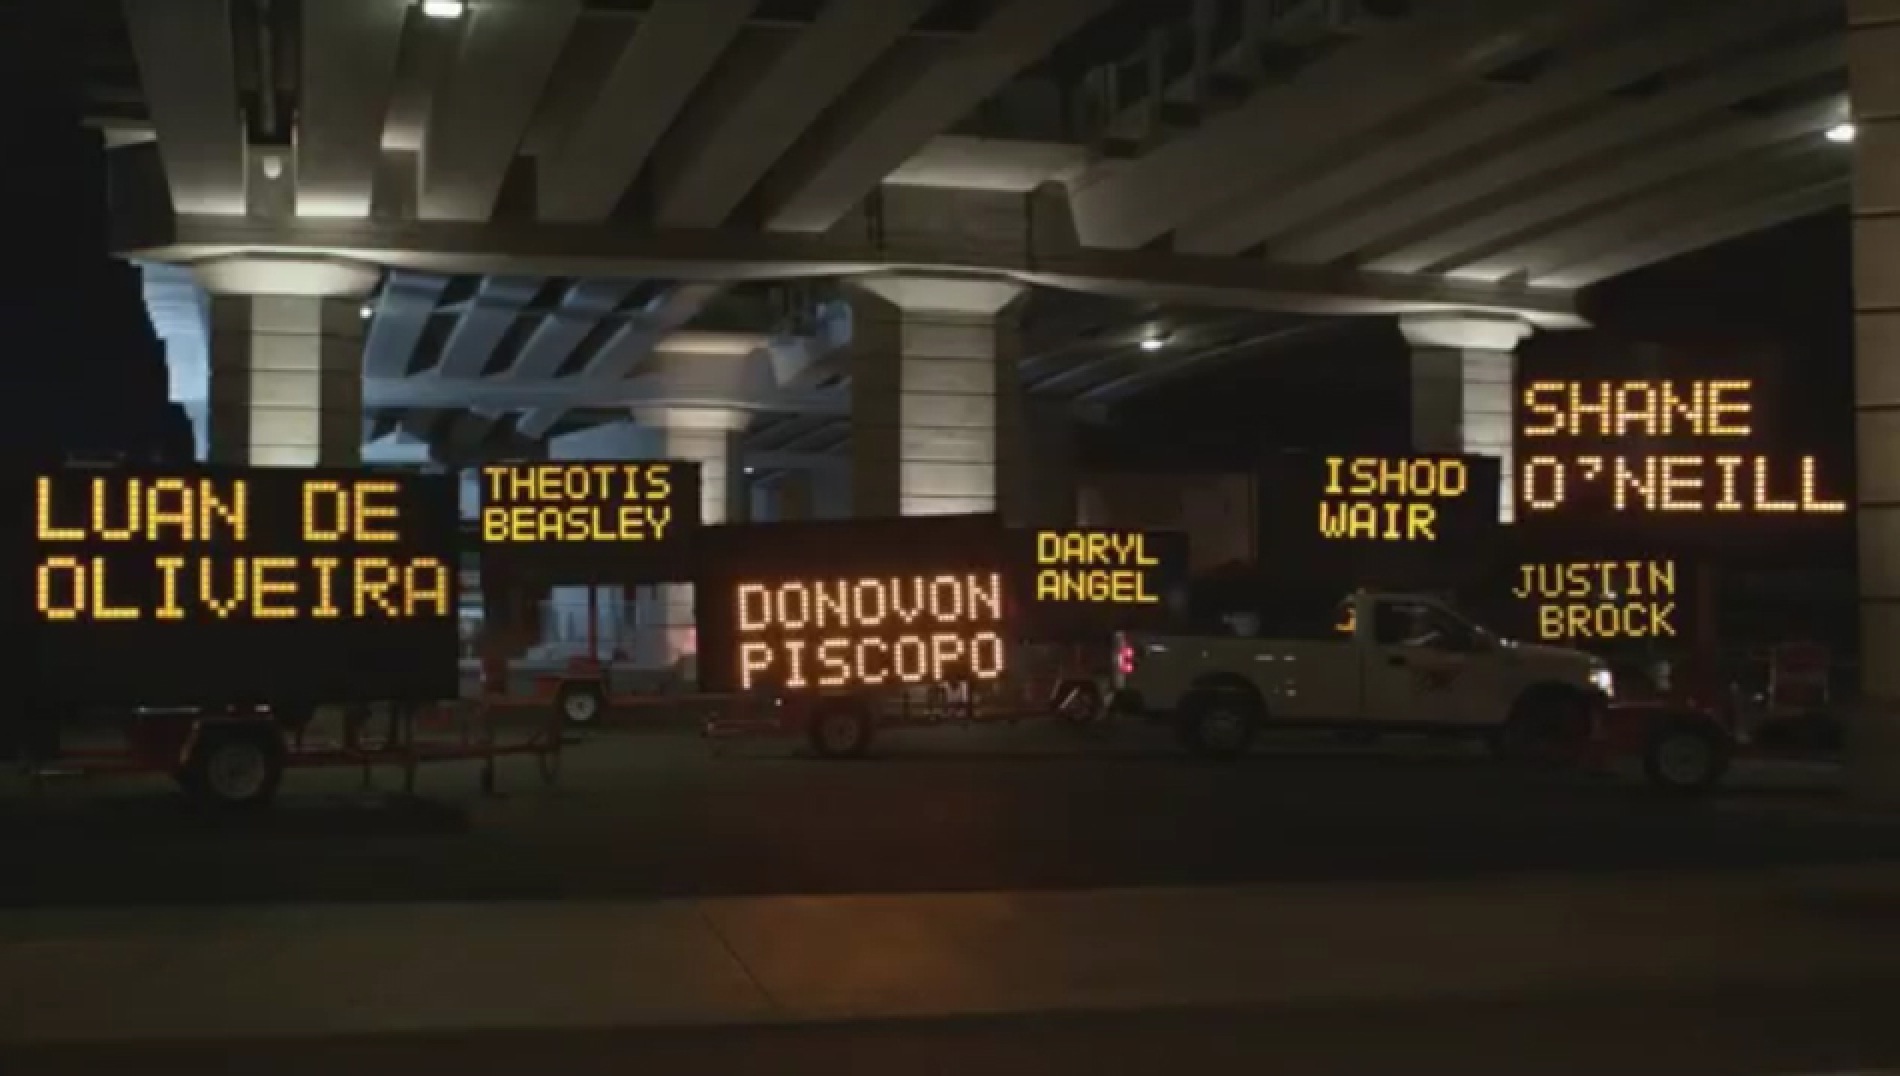 LUAN DE
OLIVEIRA
THEOTIS
BEASLEY
DONOVON
PISCOPO
DARYL
ANGEL
ISHOD
WAIR
SHANE
O'NEILL
JUSTIN
BROCK